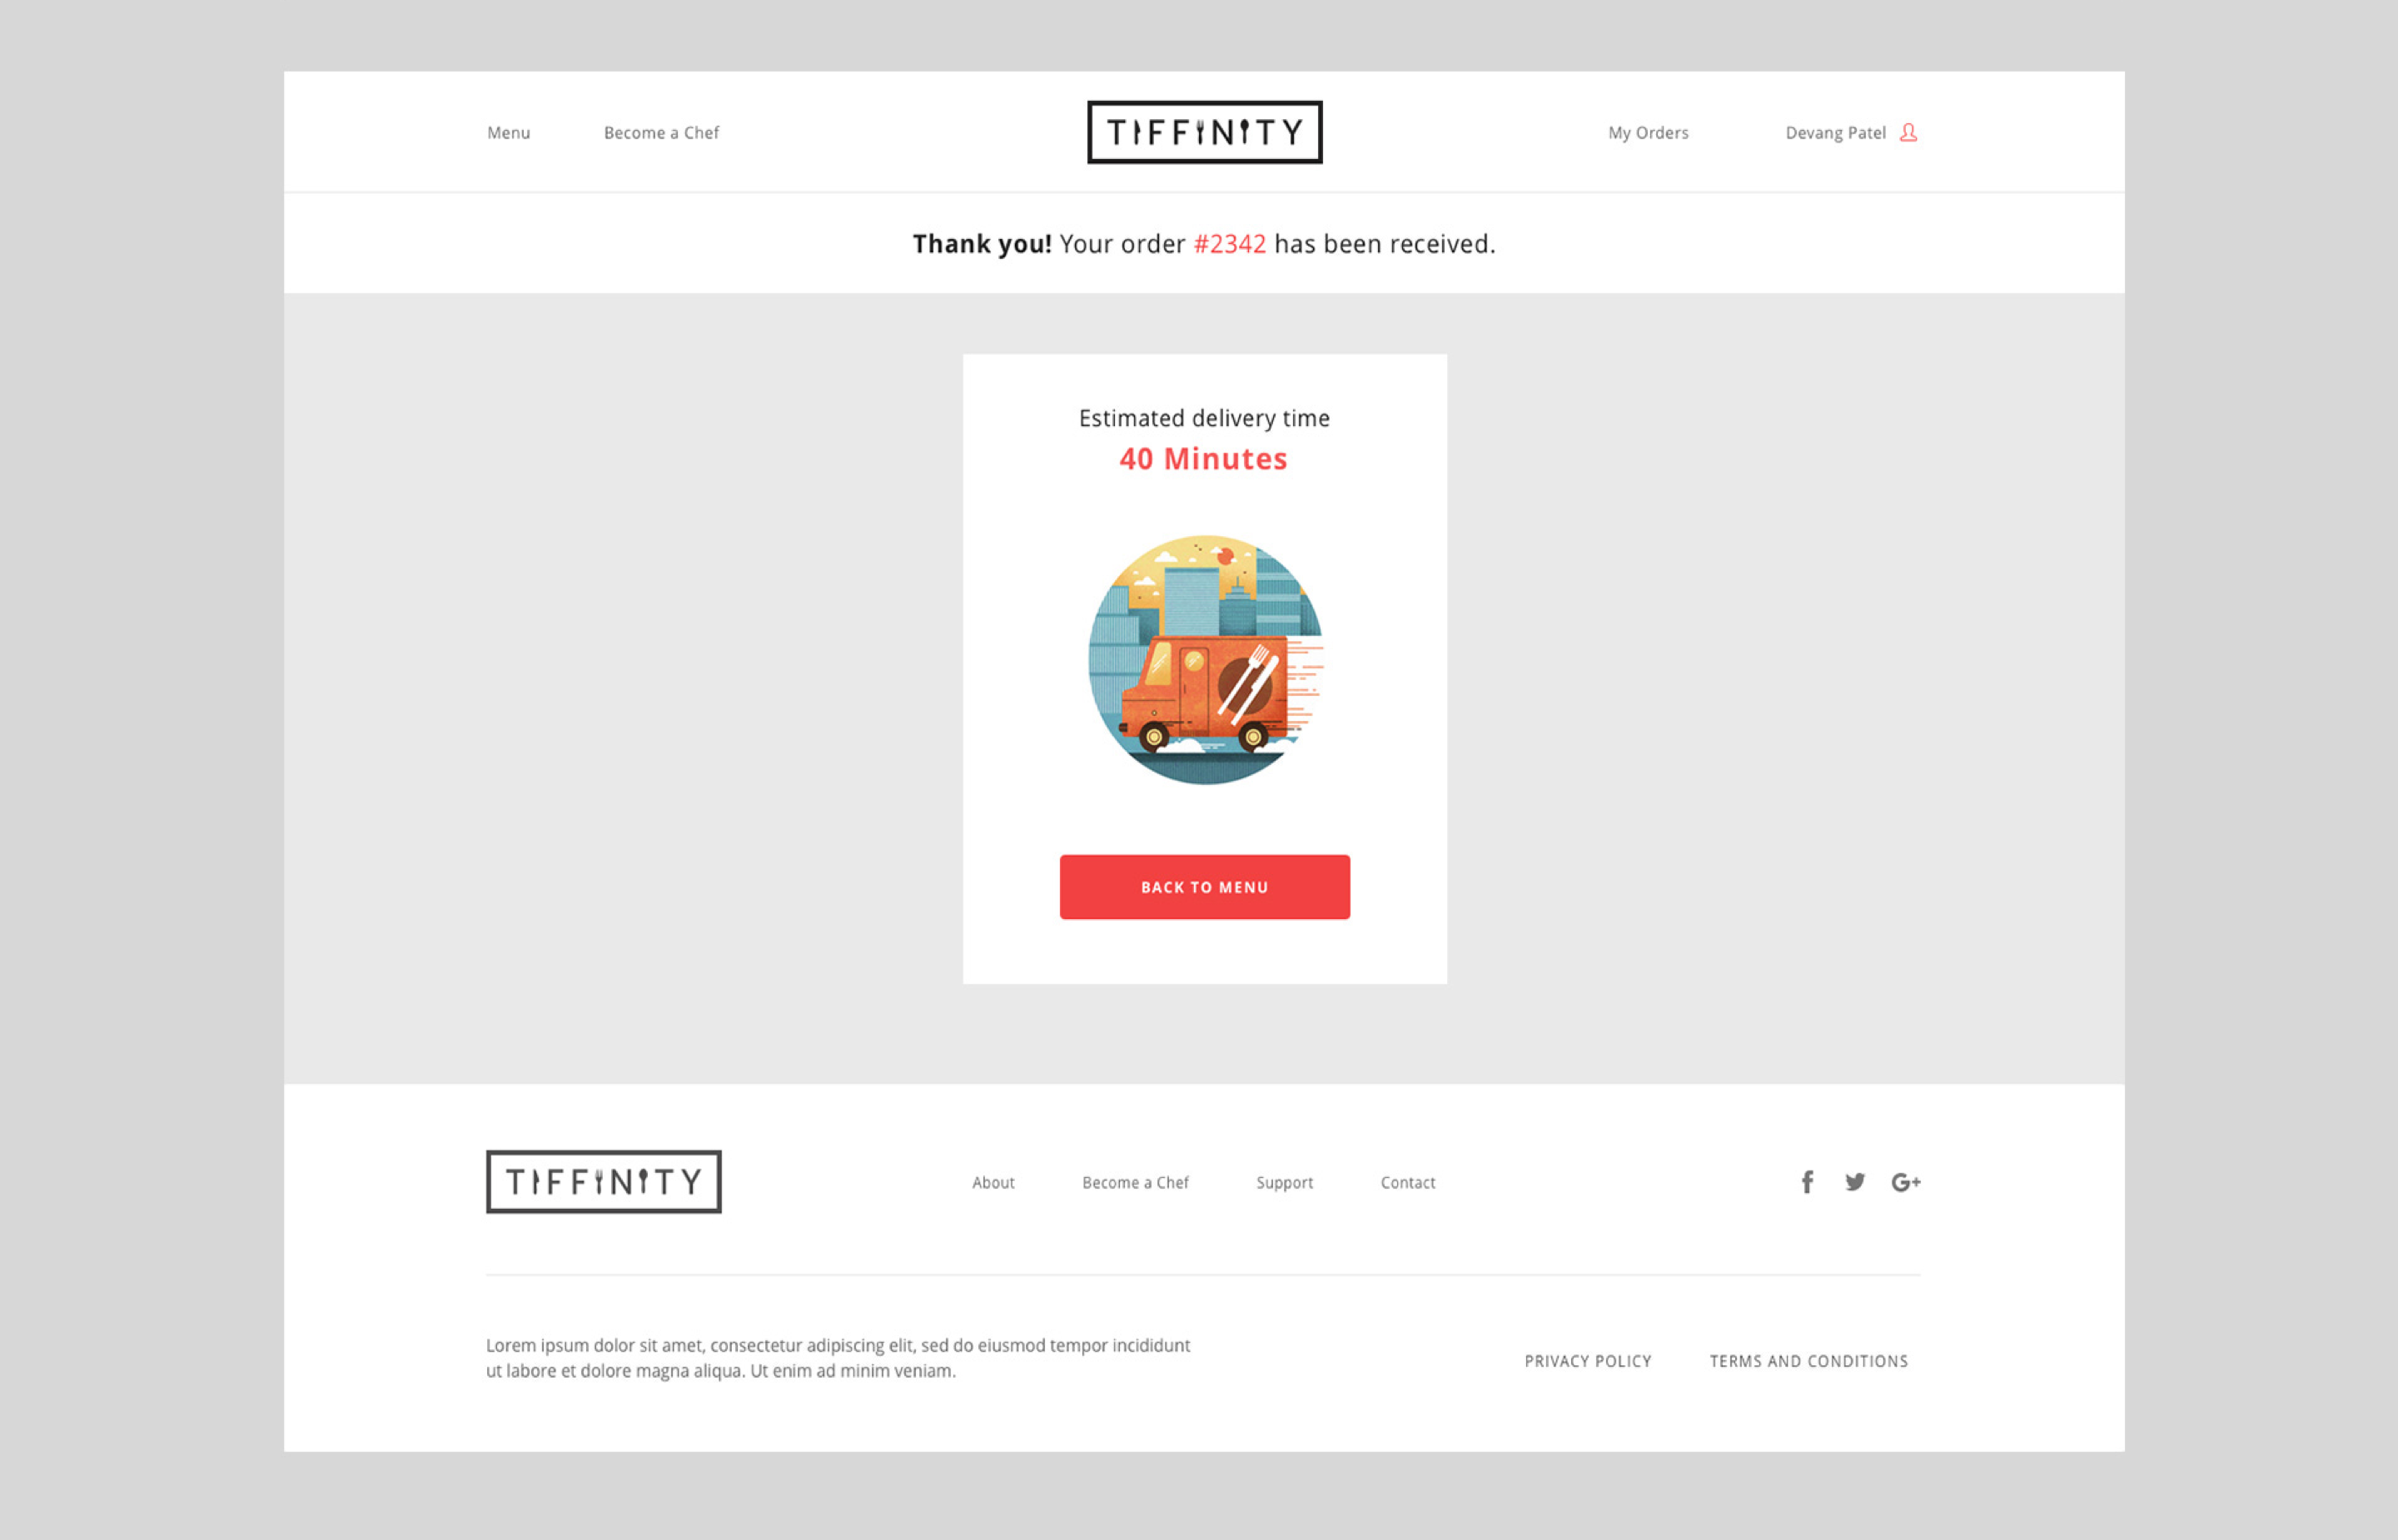 Menu
Become a Chef
TIFFINITY
My Orders
Devang Patel
Thank you! Your order #2342 has been received.
Estimated delivery time
40 Minutes
BACK TO MENU
TIFFINITY
About
Become a Chef
Support
Contact
f
G+
Lorem ipsum dolor sit amet, consectetur adipiscing elit, sed do eiusmod tempor incididunt
ut labore et dolore magna aliqua. Ut enim ad minim veniam.
PRIVACY POLICY
TERMS AND CONDITIONS